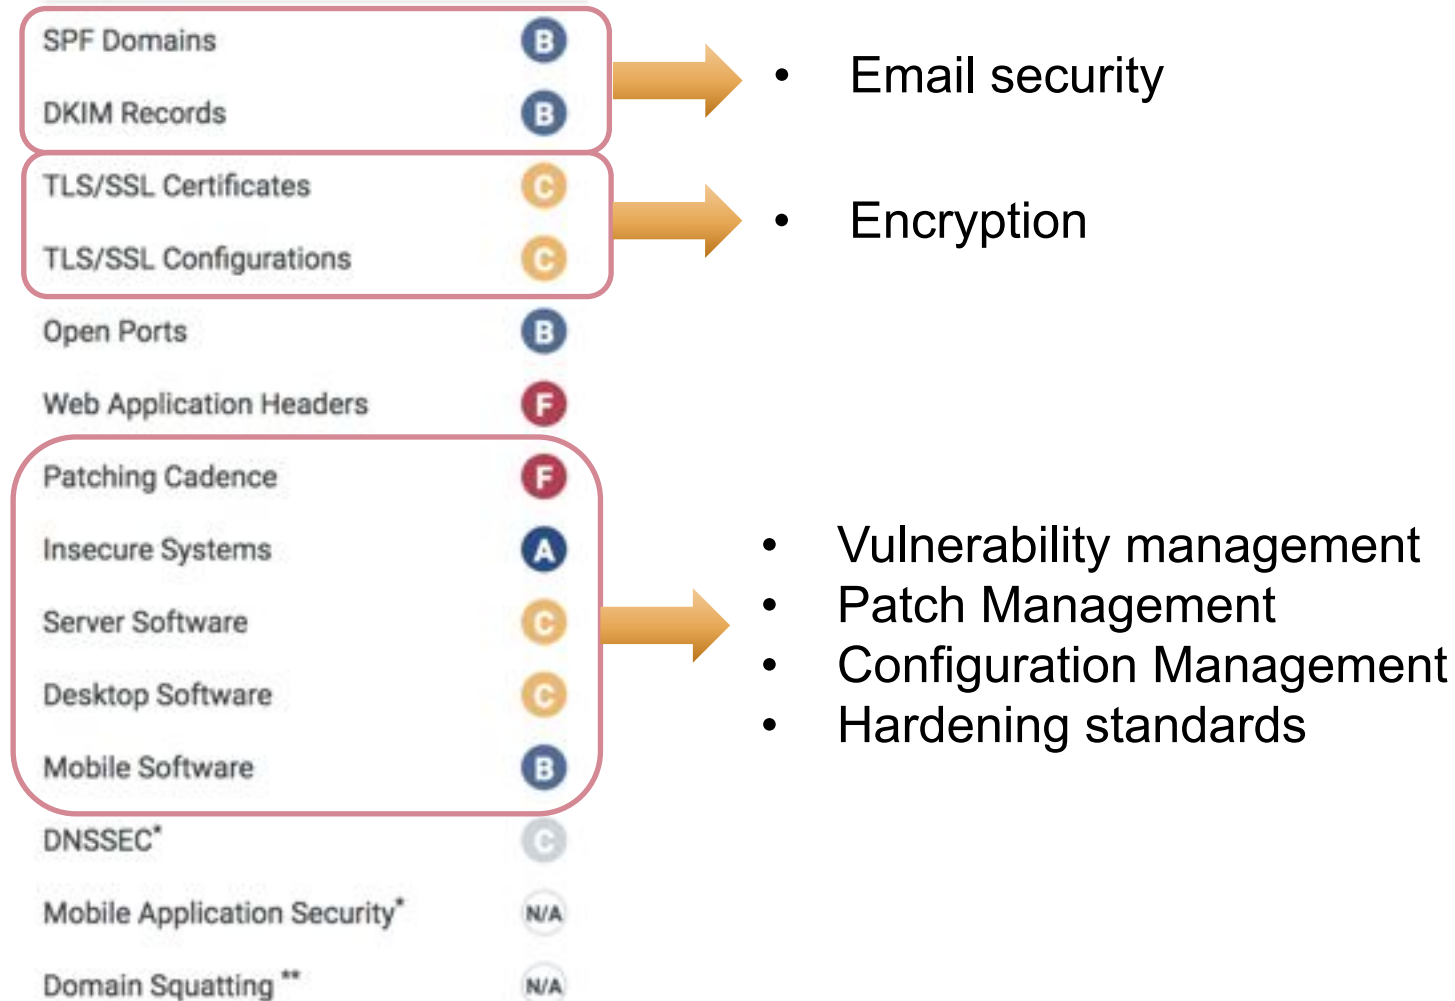 SPF Domains B
DKIM Records B
• Email security
TLS/SSL Certificates C
TLS/SSL Configurations C
• Encryption
Open Ports B
Web Application Headers F
Patching Cadence F
Insecure Systems A
Server Software C
Desktop Software C
Mobile Software B
• Vulnerability management
• Patch Management
• Configuration Management
• Hardening standards
DNSSEC* C
Mobile Application Security* N/A
Domain Squatting ** N/A